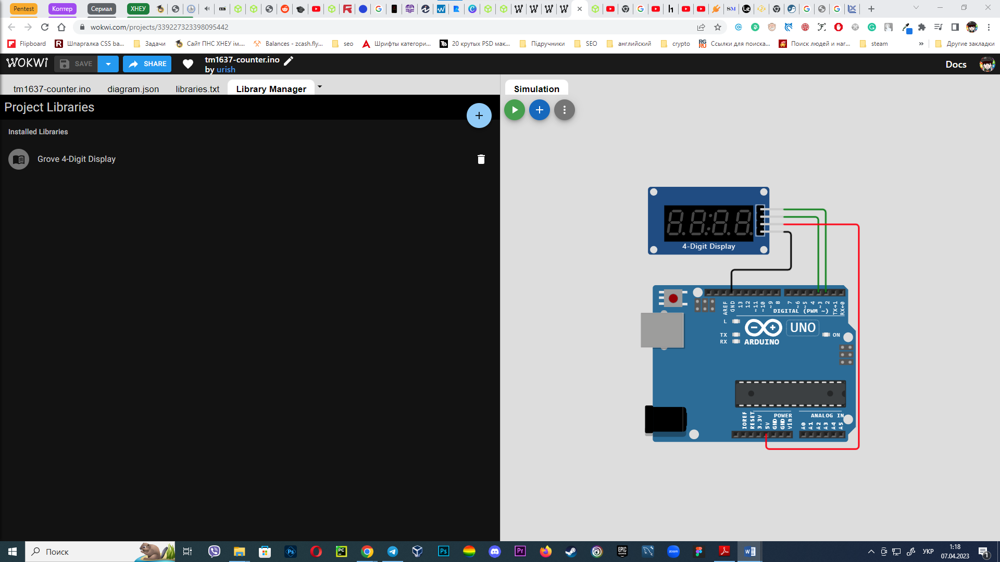 Pentest
Коптер
Сериал
ХНЕУ
wokwi.com/projects/339227323398095442
Flipboard
Шпаргалка CSS ba...
Задачи
Сайт ПНС ХНЕУ ім....
Balances - zcash.fly...
seo
Шрифты категори...
20 крутых PSD мак...
Підручники
SEO
английский
crypto
Ссылки для поиска...
Поиск людей и наг...
steam
»
Другие закладки
WOKWI
SAVE
SHARE
tm1637-counter.ino
by urish
Docs
tm1637-counter.ino
diagram.json
libraries.txt
Library Manager
Simulation
Project Libraries
Installed Libraries
Grove 4-Digit Display
4-Digit Display
AREF
GND
13
12
~11
~10
~9
8
7
~6
~5
4
~3
2
TX→1
RX←0
DIGITAL (PWM ~)
L
TX
RX
UNO
ON
ARDUINO
IOREF
RESET
3.3V
5V
GND
GND
Vin
POWER
ANALOG IN
A0
A1
A2
A3
A4
A5
Поиск
УКР
1:18
07.04.2023